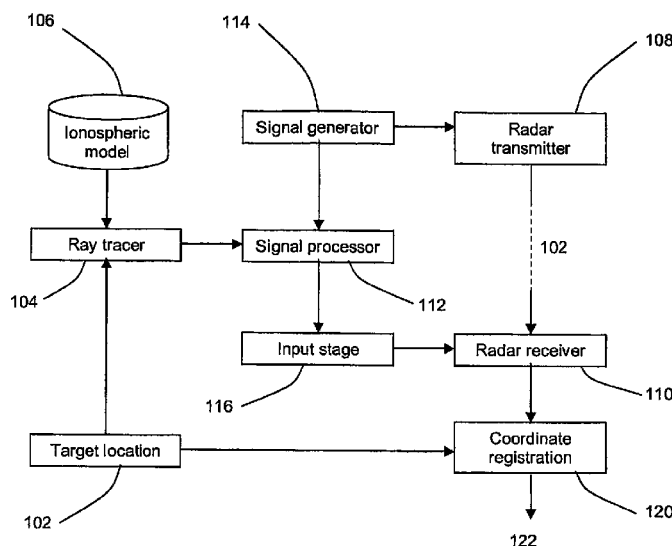 106
114
108
Ionospheric
model
Signal generator
Radar
transmitter
Ray tracer
Signal processor
102
104
112
Input stage
Radar receiver
116
110
Target location
Coordinate
registration
102
120
122